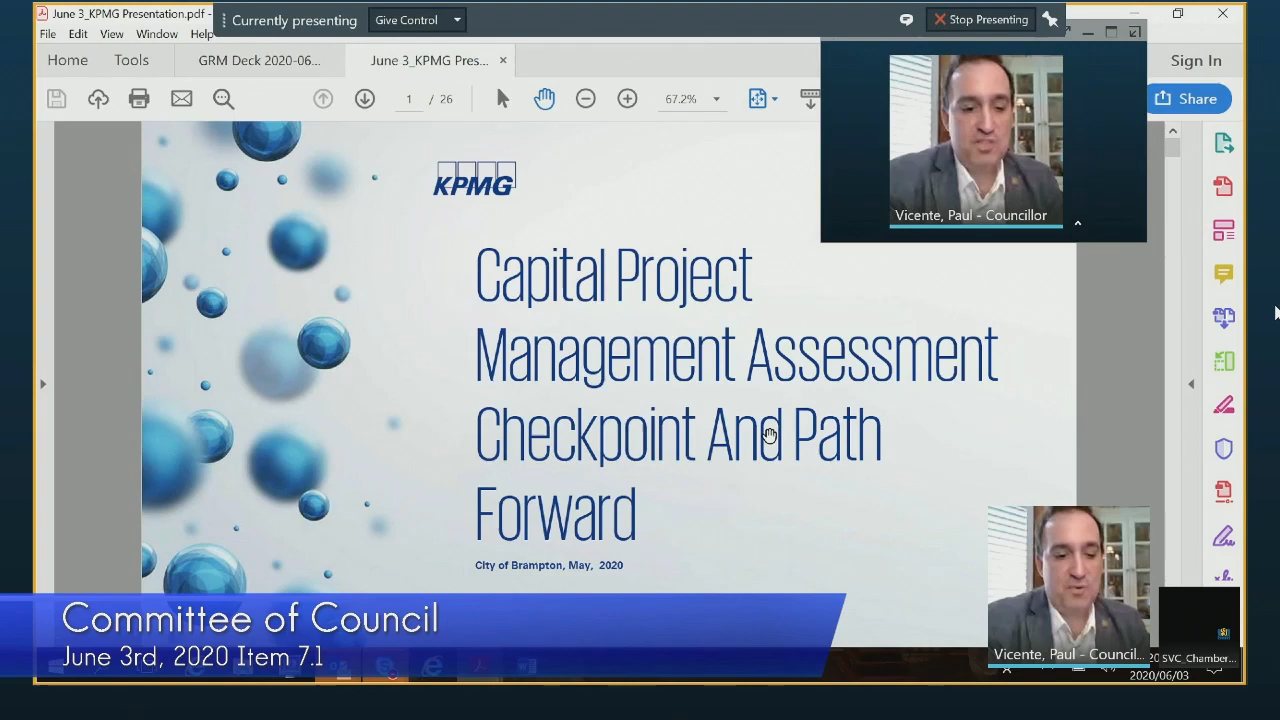 June 3_KPMG Presentation.pdf -
Currently presenting
Give Control
Stop Presenting
File Edit View Window Help
Home Tools GRM Deck 2020-06... June 3_KPMG Pres... × Sign In
1 / 26 67.2% Share
Vicente, Paul - Councillor
KPMG
Capital Project
Management Assessment
Checkpoint And Path
Forward
City of Brampton, May, 2020
Committee of Council
June 3rd, 2020 Item 7.1
Vicente, Paul - Council...
SVC_Chamber...
2020/06/03